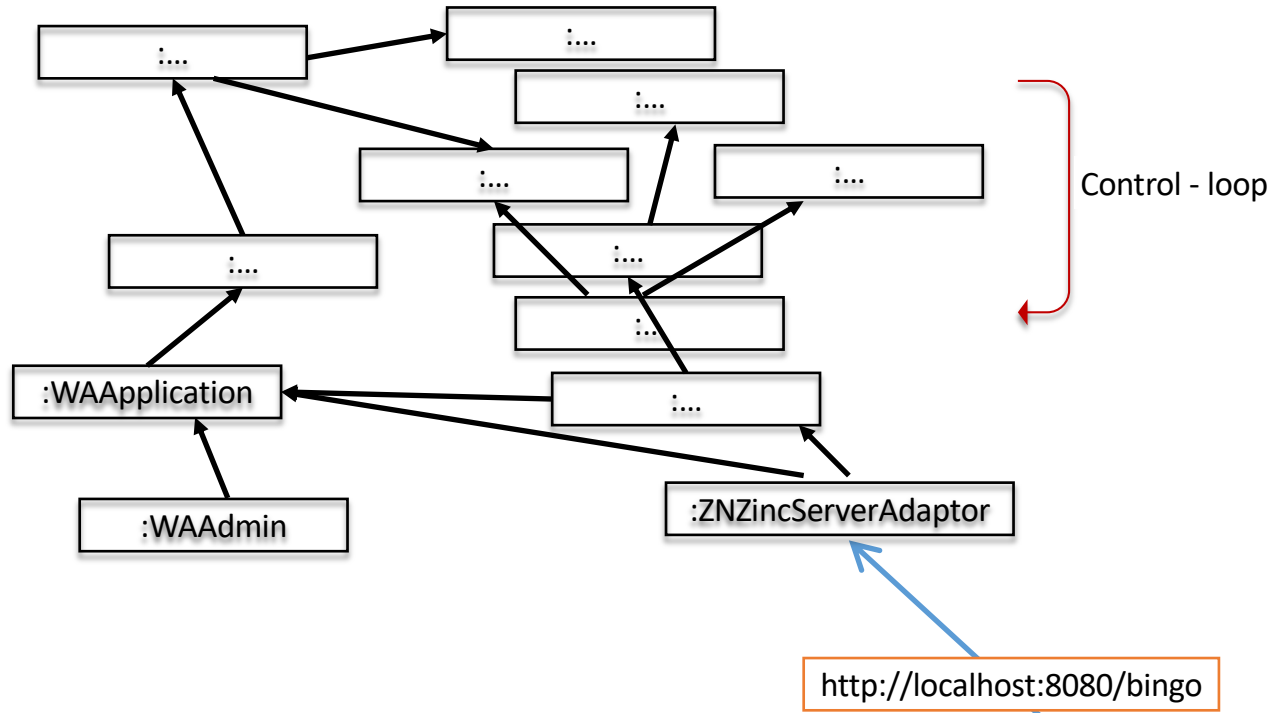 :...
:...
:...
:...
:...
Control - loop
:...
:...
:...
:WAApplication
:...
:ZNZincServerAdaptor
:WAAdmin
http://localhost:8080/bingo